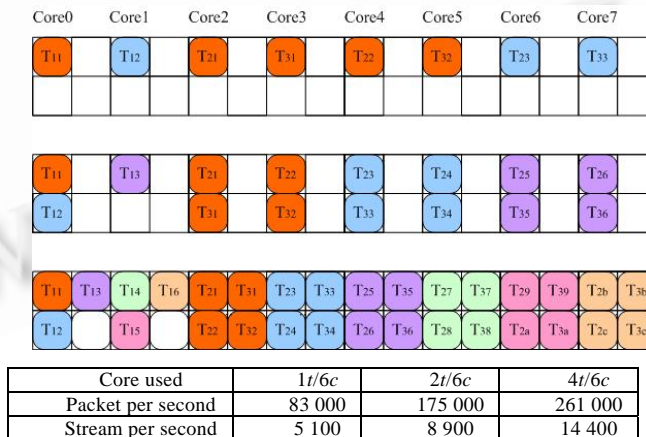 Core0 Core1 Core2 Core3 Core4 Core5 Core6 Core7
T11 T12 T21 T31 T22 T32 T23 T33
T11 T13 T21 T22 T23 T24 T25 T26
T12 T31 T32 T33 T34 T35 T36
T11 T13 T14 T16 T21 T31 T23 T33 T25 T35 T27 T37 T29 T39 T2b T3b
T12 T15 T22 T32 T24 T34 T26 T36 T28 T38 T2a T3a T2c T3c
Core used 1t/6c 2t/6c 4t/6c
Packet per second 83 000 175 000 261 000
Stream per second 5 100 8 900 14 400